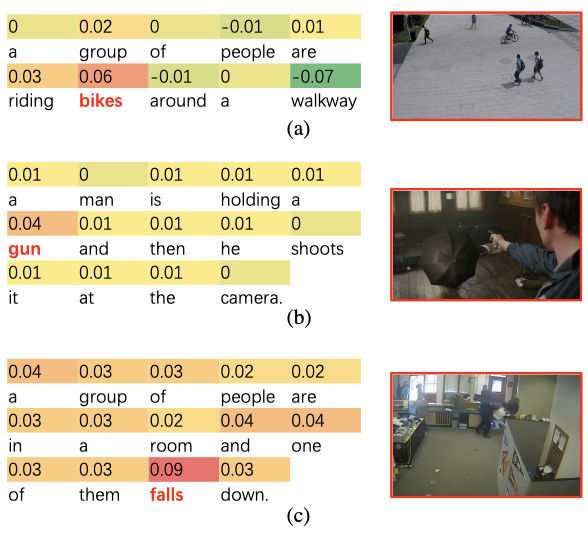 0 0.02 0 -0.01 0.01
a group of people are
0.03 0.06 -0.01 0 -0.07
riding bikes around a walkway
(a)
0.01 0 0.01 0.01 0.01
a man is holding a
0.04 0.01 0.01 0.01 0
gun and then he shoots
0.01 0.01 0.01 0
it at the camera.
(b)
0.04 0.03 0.03 0.02 0.02
a group of people are
0.03 0.03 0.02 0.04 0.04
in a room and one
0.03 0.03 0.09 0.03
of them falls down.
(c)